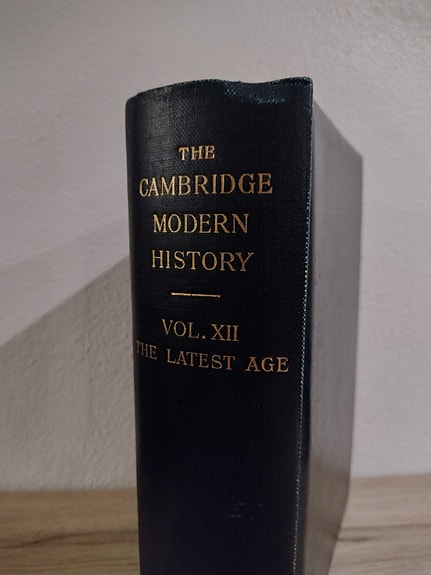 THE
CAMBRIDGE
MODERN
HISTORY
VOL. XII
THE LATEST AGE